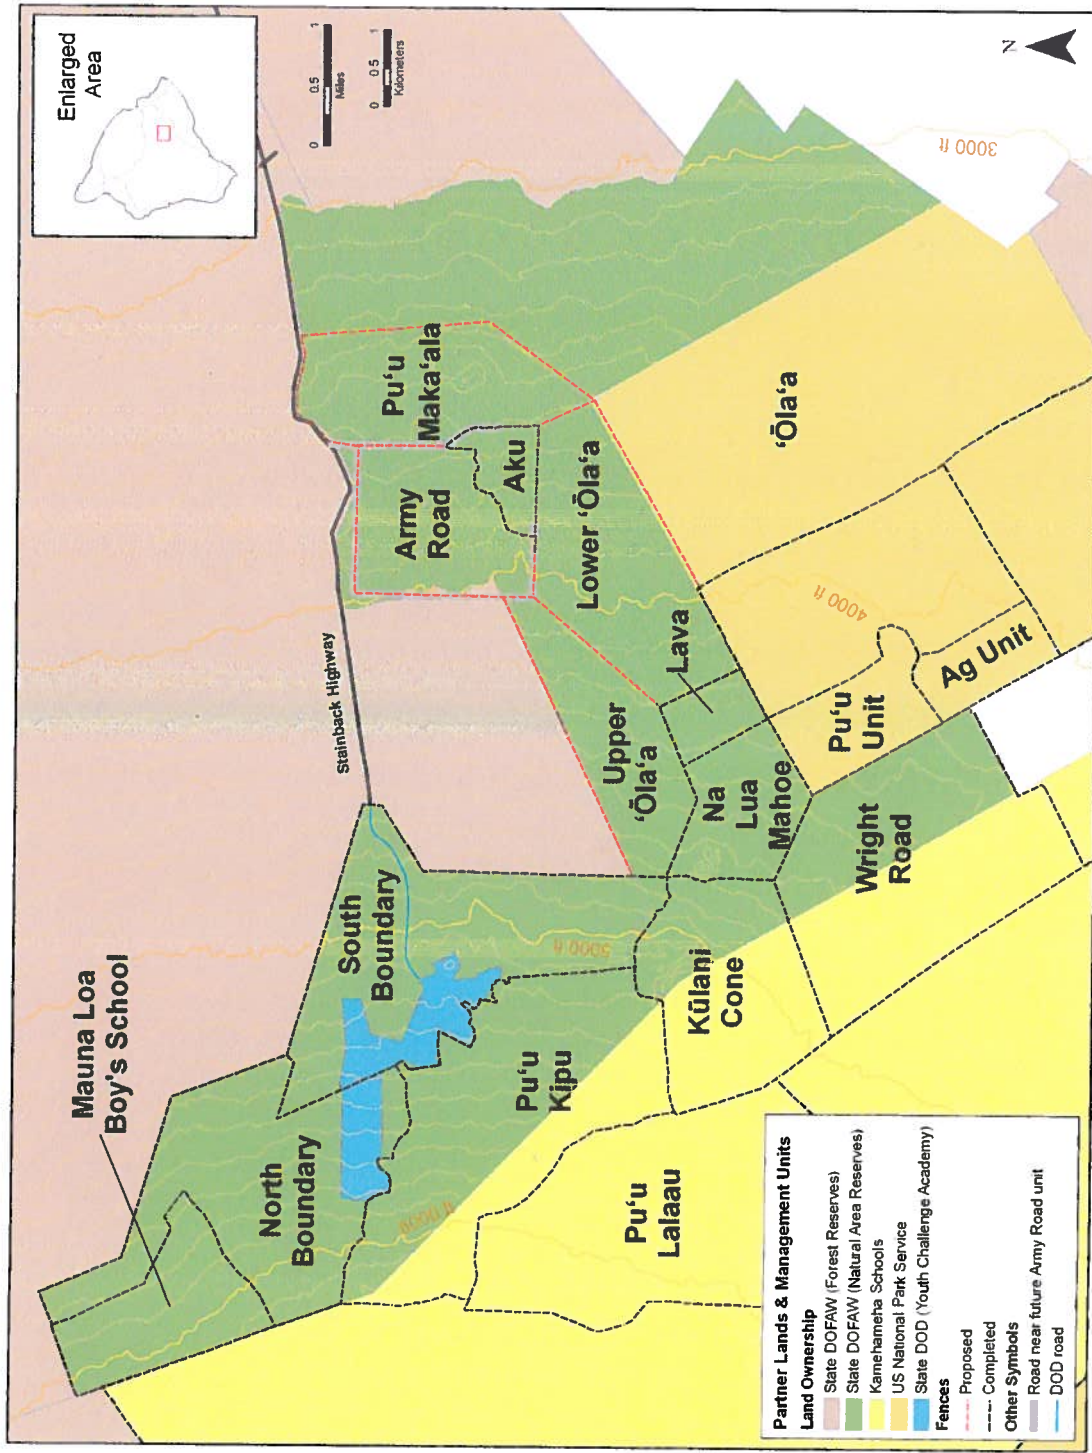 Enlarged
Area
0 0.5 1
Miles
0 0.5 1
Kilometers
N
Stainback Highway
Mauna Loa
Boy's School
North
Boundary
South
Boundary
Pu‘u
Maka‘ala
Army
Road
Aku
Lower ‘Ōla‘a
Upper
‘Ōla‘a
Lava
Na
Lua
Mahoe
‘Ōla‘a
Pu‘u
Unit
Ag Unit
Wright
Road
Kūlani
Cone
Pu‘u
Kipu
Pu‘u
Lalaau
3000 ft
4000 ft
5000 ft
6000 ft
Partner Lands & Management Units
Land Ownership
State DOFAW (Forest Reserves)
State DOFAW (Natural Area Reserves)
Kamehameha Schools
US National Park Service
State DOD (Youth Challenge Academy)
Fences
Proposed
Completed
Other Symbols
Road near future Army Road unit
DOD road